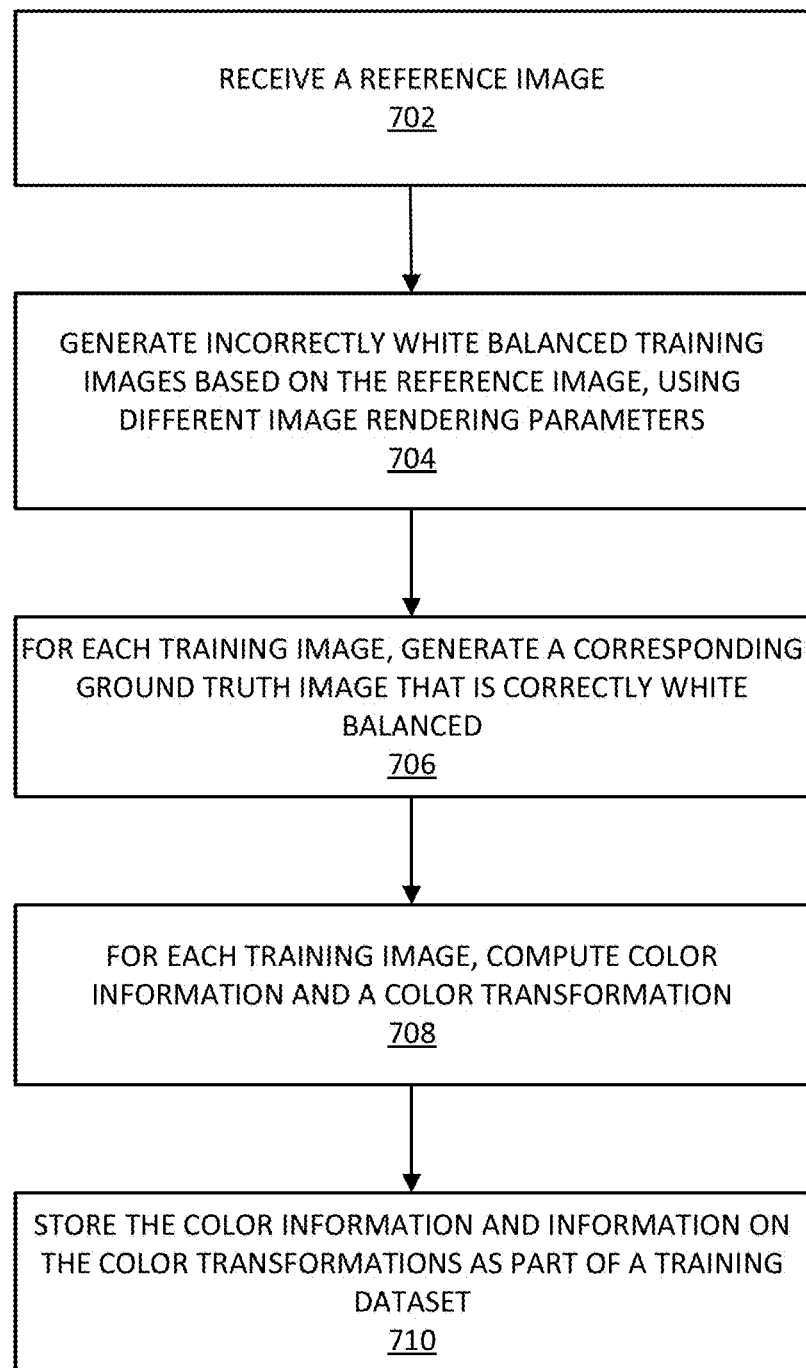 RECEIVE A REFERENCE IMAGE
702
GENERATE INCORRECTLY WHITE BALANCED TRAINING
IMAGES BASED ON THE REFERENCE IMAGE, USING
DIFFERENT IMAGE RENDERING PARAMETERS
704
FOR EACH TRAINING IMAGE, GENERATE A CORRESPONDING
GROUND TRUTH IMAGE THAT IS CORRECTLY WHITE
BALANCED
706
FOR EACH TRAINING IMAGE, COMPUTE COLOR
INFORMATION AND A COLOR TRANSFORMATION
708
STORE THE COLOR INFORMATION AND INFORMATION ON
THE COLOR TRANSFORMATIONS AS PART OF A TRAINING
DATASET
710